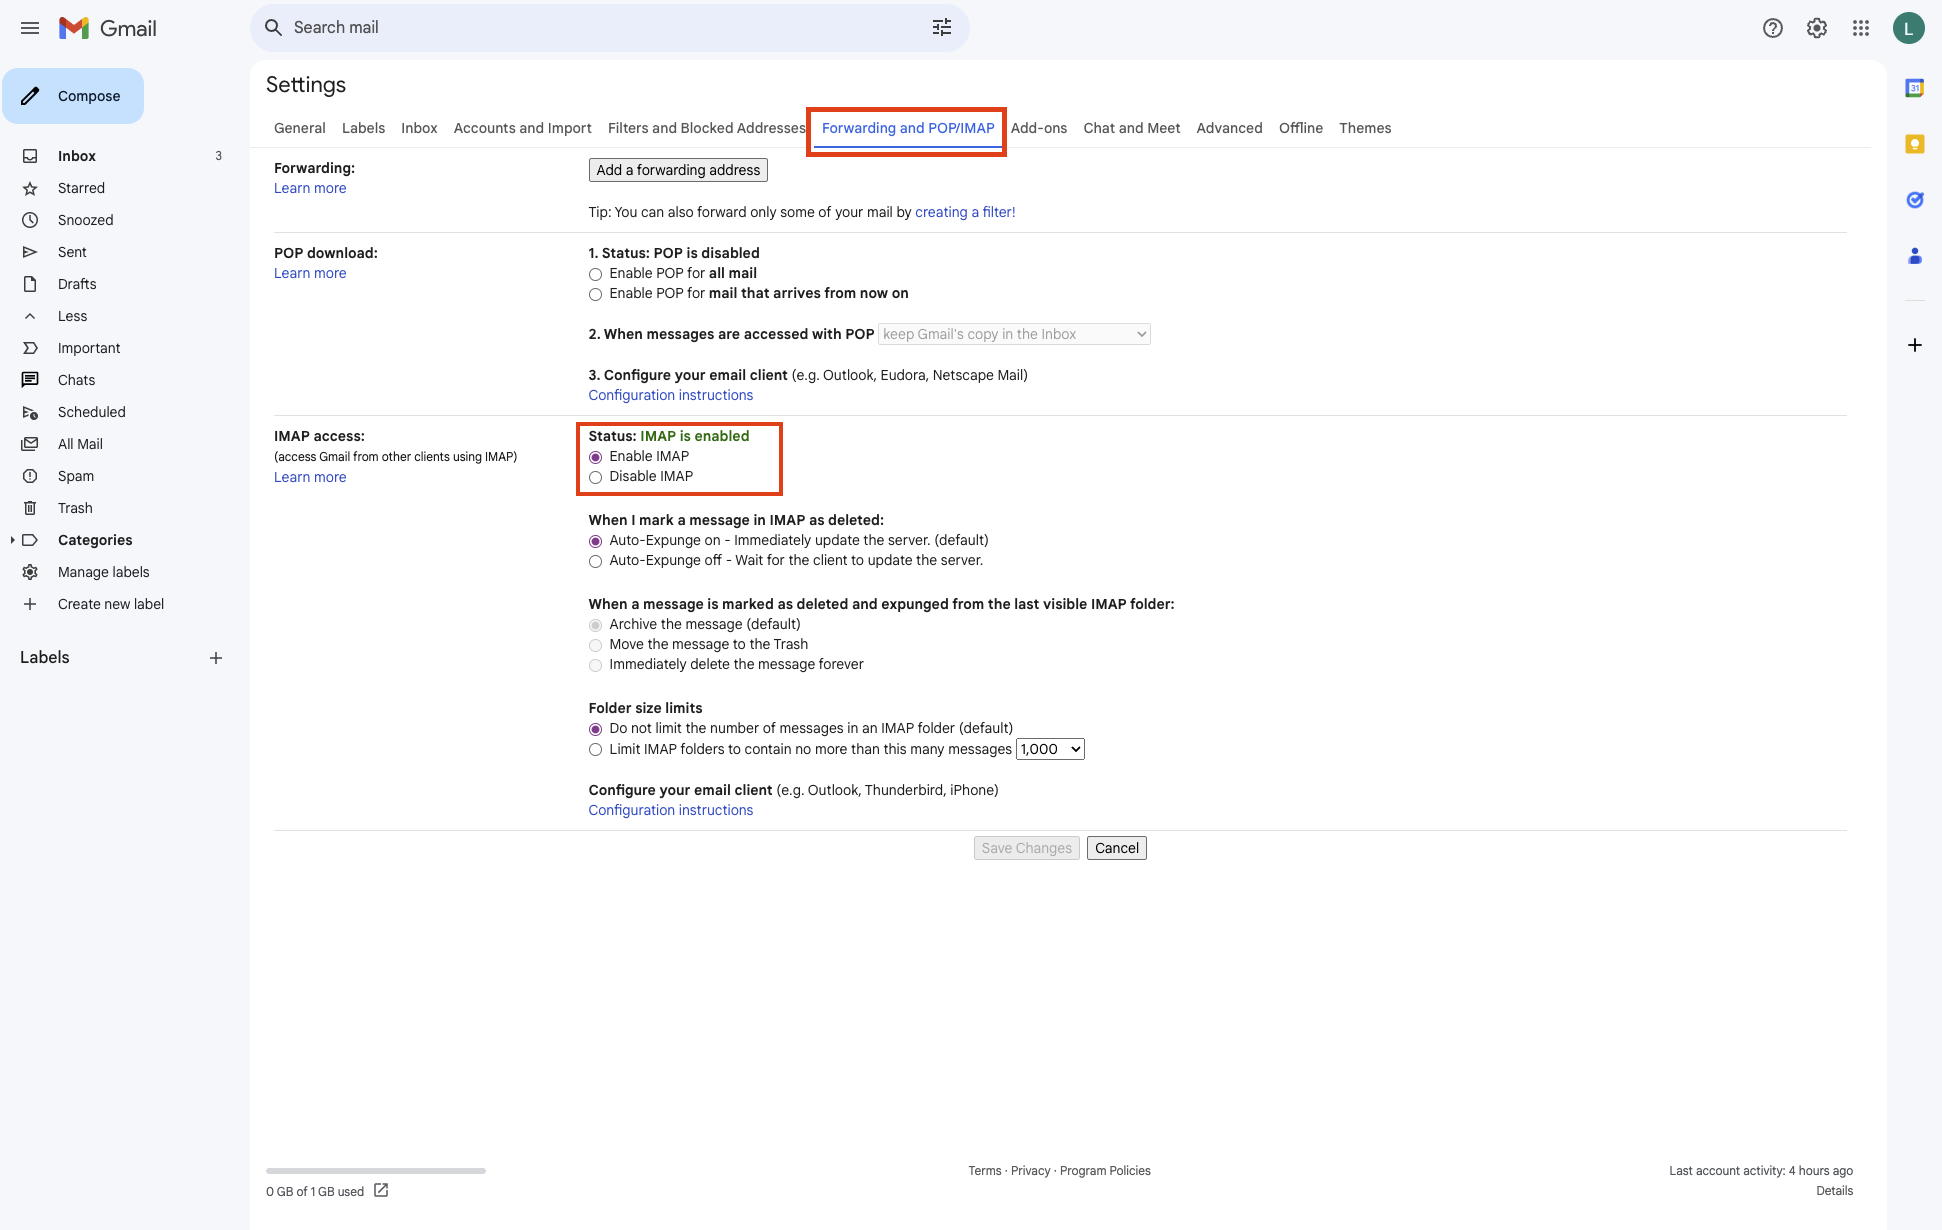 Gmail
Search mail
L
Compose
Inbox 3
Starred
Snoozed
Sent
Drafts
Less
Important
Chats
Scheduled
All Mail
Spam
Trash
Categories
Manage labels
Create new label
Labels
Settings
General Labels Inbox Accounts and Import Filters and Blocked Addresses Forwarding and POP/IMAP Add-ons Chat and Meet Advanced Offline Themes
Forwarding:
Learn more
Add a forwarding address
Tip: You can also forward only some of your mail by creating a filter!
POP download:
Learn more
1. Status: POP is disabled
Enable POP for all mail
Enable POP for mail that arrives from now on
2. When messages are accessed with POP keep Gmail's copy in the Inbox
3. Configure your email client (e.g. Outlook, Eudora, Netscape Mail)
Configuration instructions
IMAP access:
(access Gmail from other clients using IMAP)
Learn more
Status: IMAP is enabled
Enable IMAP
Disable IMAP
When I mark a message in IMAP as deleted:
Auto-Expunge on - Immediately update the server. (default)
Auto-Expunge off - Wait for the client to update the server.
When a message is marked as deleted and expunged from the last visible IMAP folder:
Archive the message (default)
Move the message to the Trash
Immediately delete the message forever
Folder size limits
Do not limit the number of messages in an IMAP folder (default)
Limit IMAP folders to contain no more than this many messages 1,000
Configure your email client (e.g. Outlook, Thunderbird, iPhone)
Configuration instructions
Save Changes Cancel
0 GB of 1 GB used
Terms · Privacy · Program Policies
Last account activity: 4 hours ago
Details
31